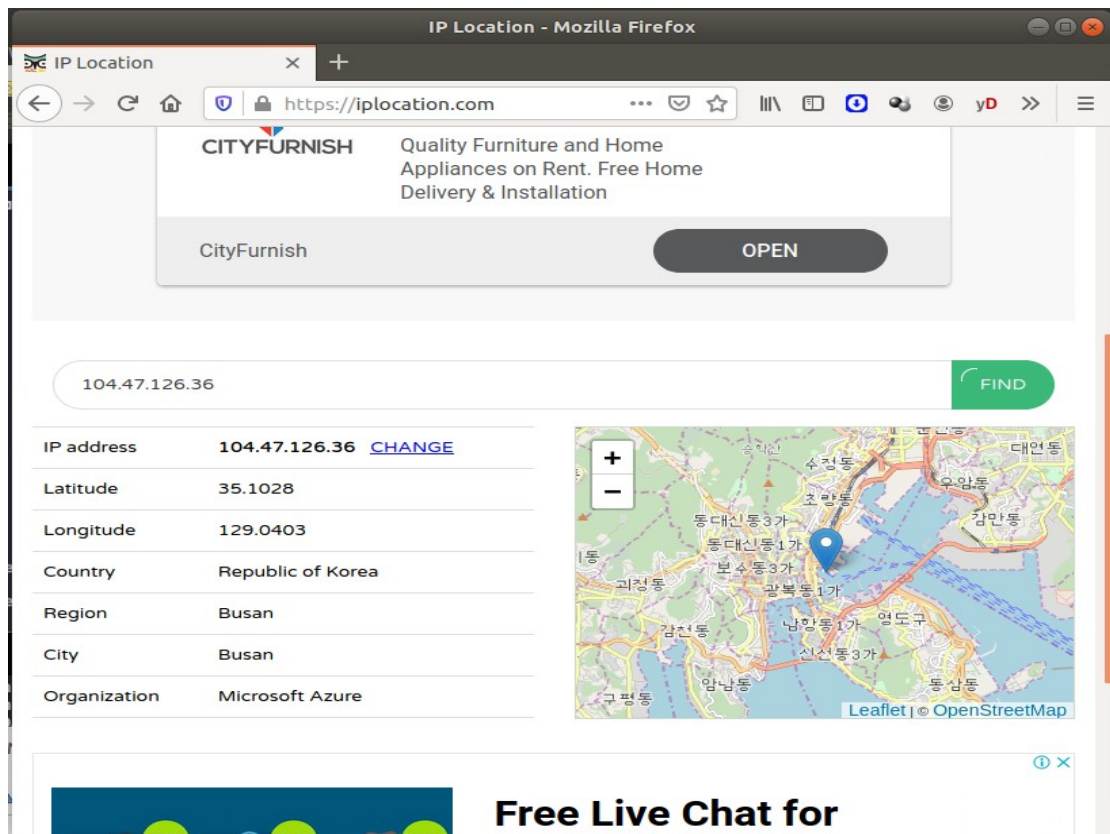 IP Location - Mozilla Firefox
IP Location
https://iplocation.com
yD
CITYFURNISH
Quality Furniture and Home
Appliances on Rent. Free Home
Delivery & Installation
CityFurnish
OPEN
104.47.126.36
FIND
IP address 104.47.126.36 CHANGE
Latitude 35.1028
Longitude 129.0403
Country Republic of Korea
Region Busan
City Busan
Organization Microsoft Azure
+
−
승학산
수정동
대연동
우암동
초량동
감만동
동대신동3가
동대신동1가
보수동3가
괴정동
광복동1가
감천동
남항동1가
영도구
신선동3가
암남동
동삼동
구평동
Leaflet | © OpenStreetMap
Free Live Chat for